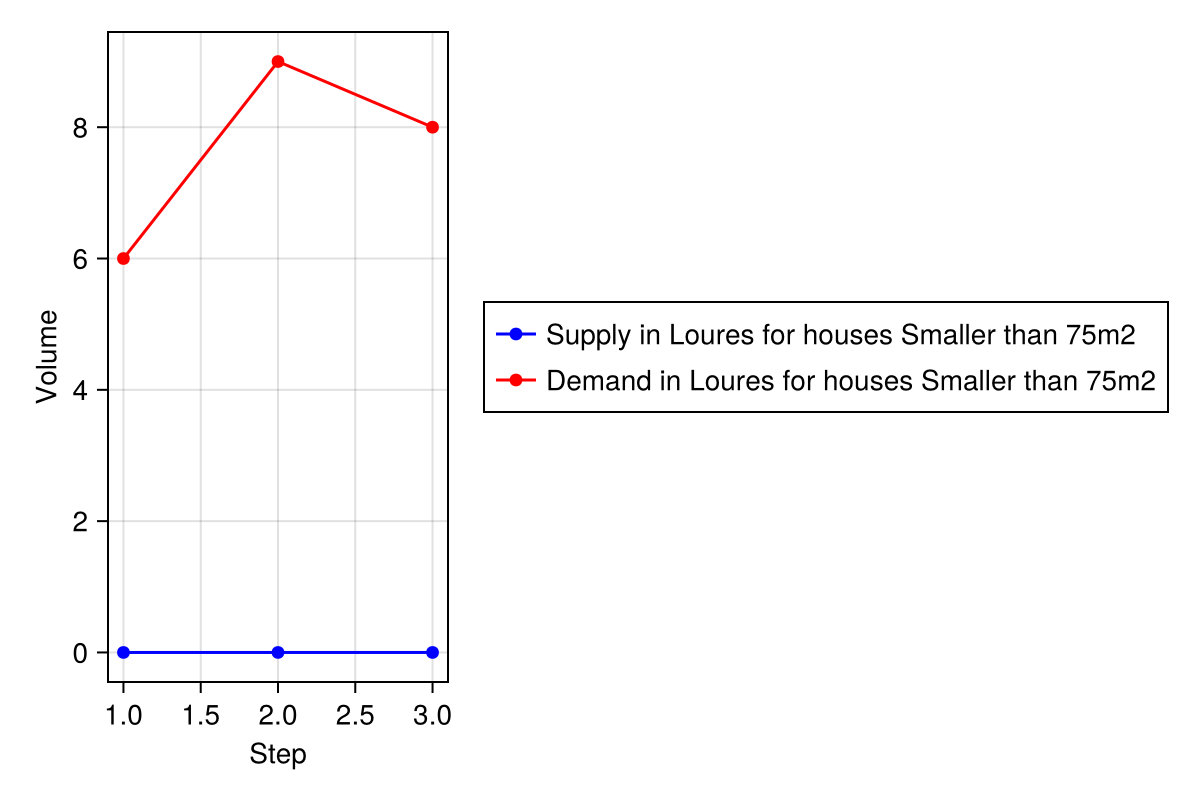 8
6
4
2
0
Volume
1.0 1.5 2.0 2.5 3.0
Step
Supply in Loures for houses Smaller than 75m2
Demand in Loures for houses Smaller than 75m2